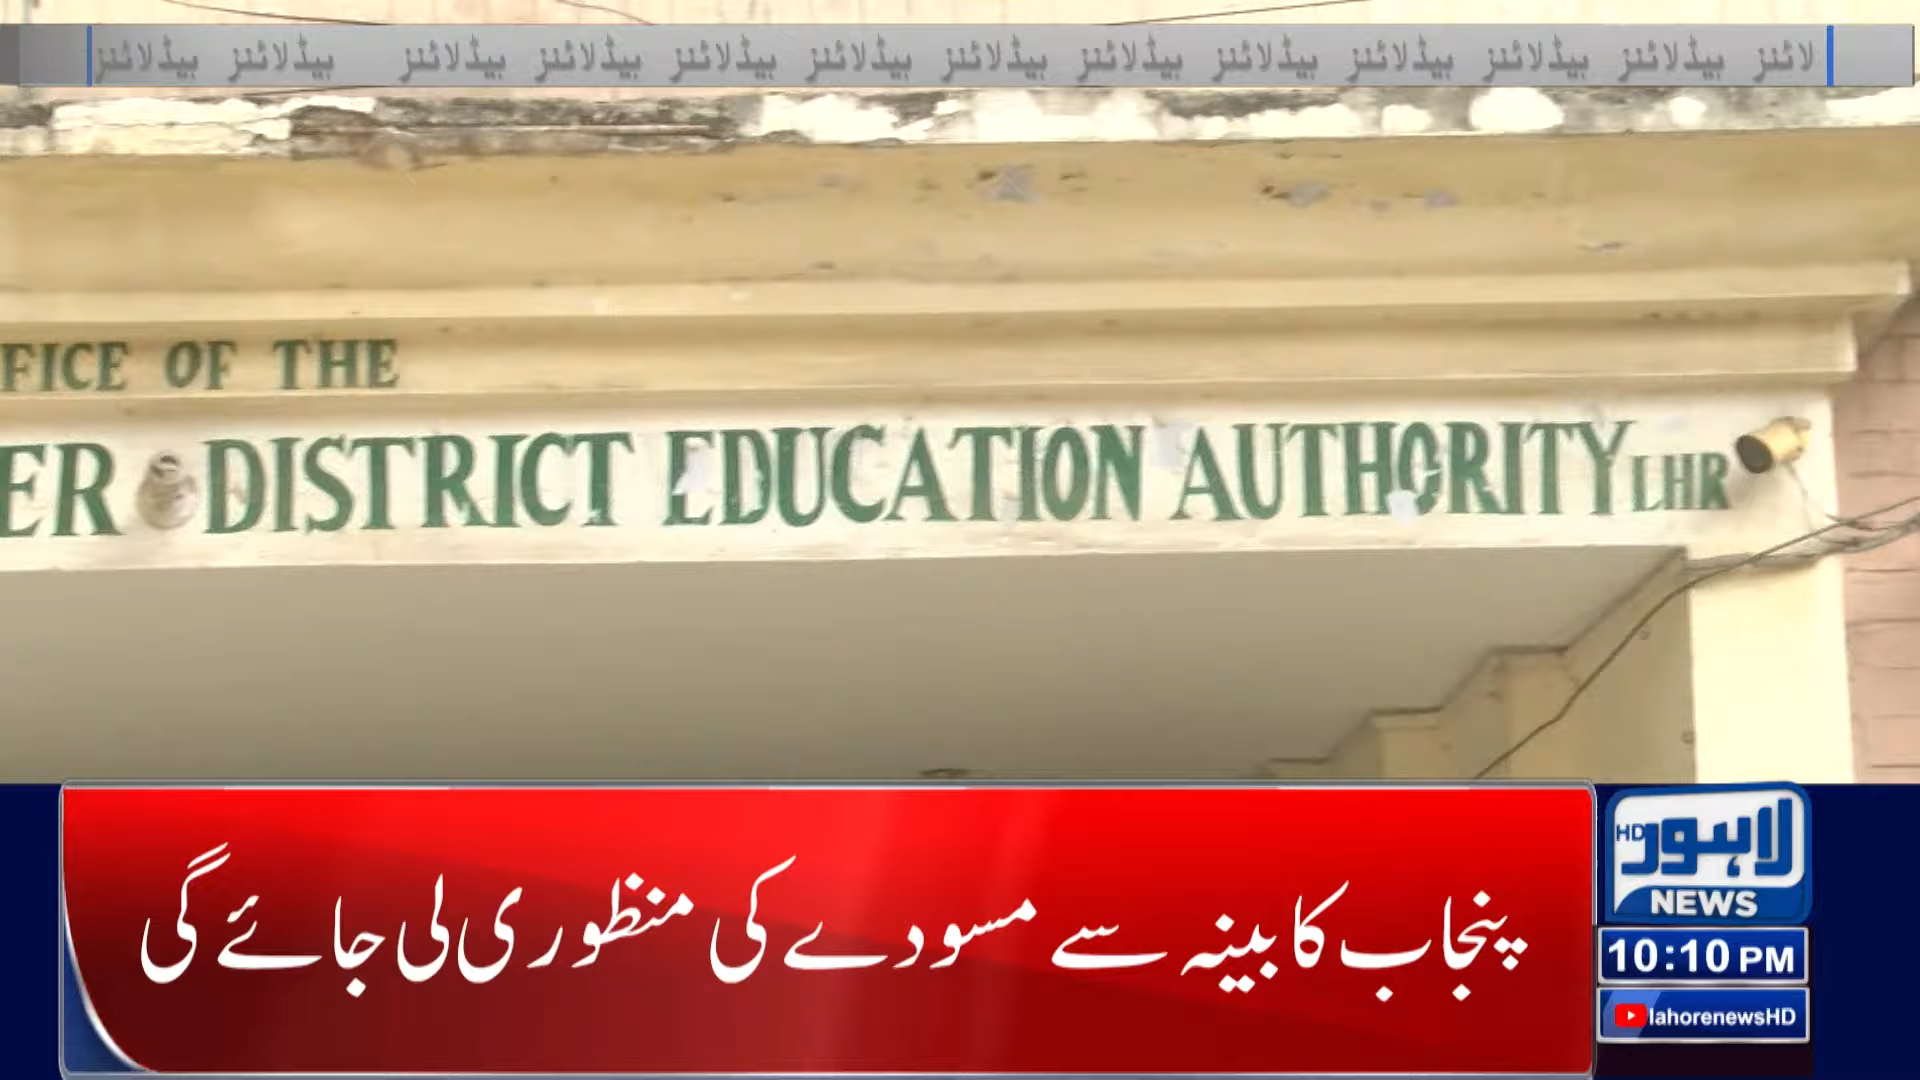 لائنز ہیڈلائنز ہیڈلائنز ہیڈلائنز ہیڈلائنز ہیڈلائنز ہیڈلائنز ہیڈلائنز ہیڈلائنز ہیڈلائنز ہیڈلائنز ہیڈلائنز ہیڈلائنز
FICE OF THE
ER DISTRICT EDUCATION AUTHORITY LHR
پنجاب کابینہ سے مسودے کی منظوری لی جائے گی
لاہور HD
NEWS
10:10 PM
lahorenewsHD